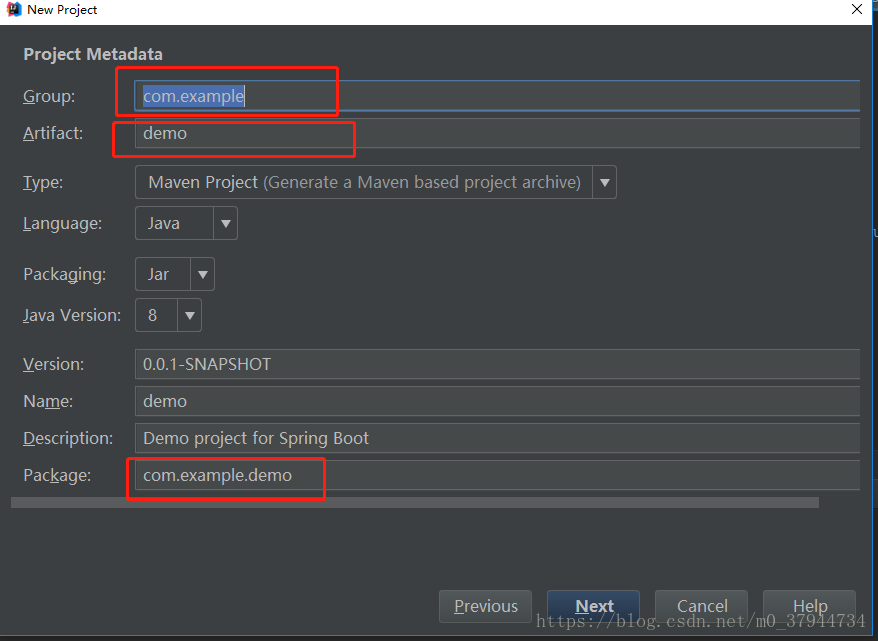 New Project
Project Metadata
Group: com.example
Artifact: demo
Type: Maven Project (Generate a Maven based project archive)
Language: Java
Packaging: Jar
Java Version: 8
Version: 0.0.1-SNAPSHOT
Name: demo
Description: Demo project for Spring Boot
Package: com.example.demo
Previous Next Cancel Help
https://blog.csdn.net/m0_37944734